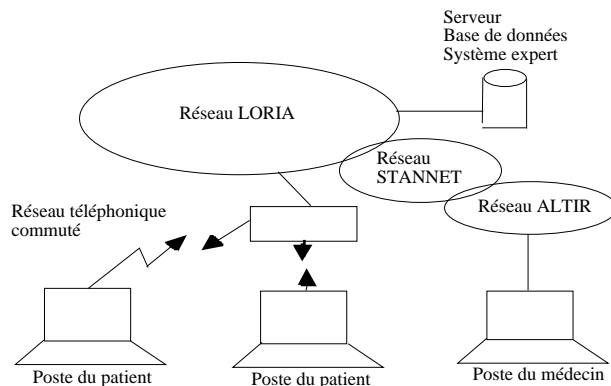 Serveur
Base de données
Système expert
Réseau LORIA
Réseau
STANNET
Réseau ALTIR
Réseau téléphonique
commuté
Poste du patient
Poste du patient
Poste du médecin